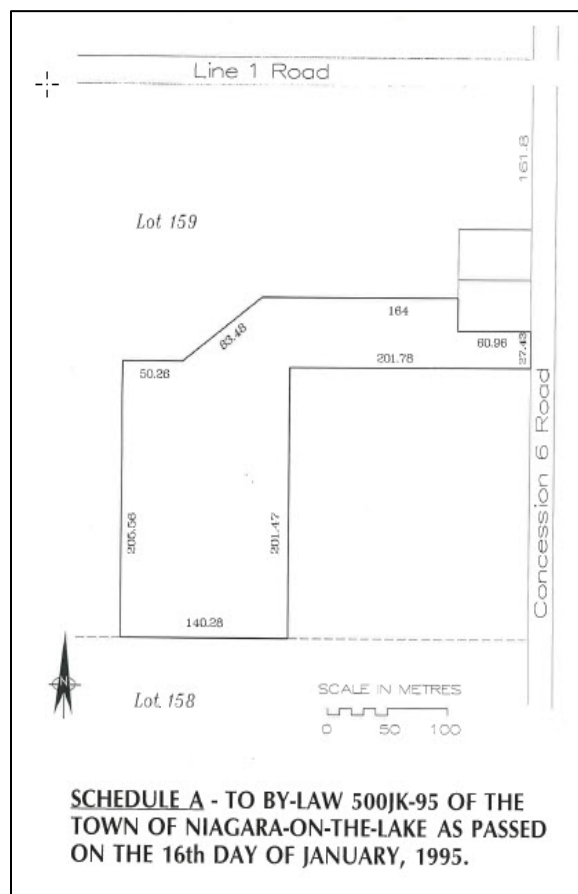 Line 1 Road
161.8
Lot 159
164
83.48
60.96
27.43
50.26
201.78
Concession 6 Road
205.56
201.47
140.28
N
Lot 158
SCALE IN METRES
0 50 100
SCHEDULE A - TO BY-LAW 500JK-95 OF THE
TOWN OF NIAGARA-ON-THE-LAKE AS PASSED
ON THE 16th DAY OF JANUARY, 1995.